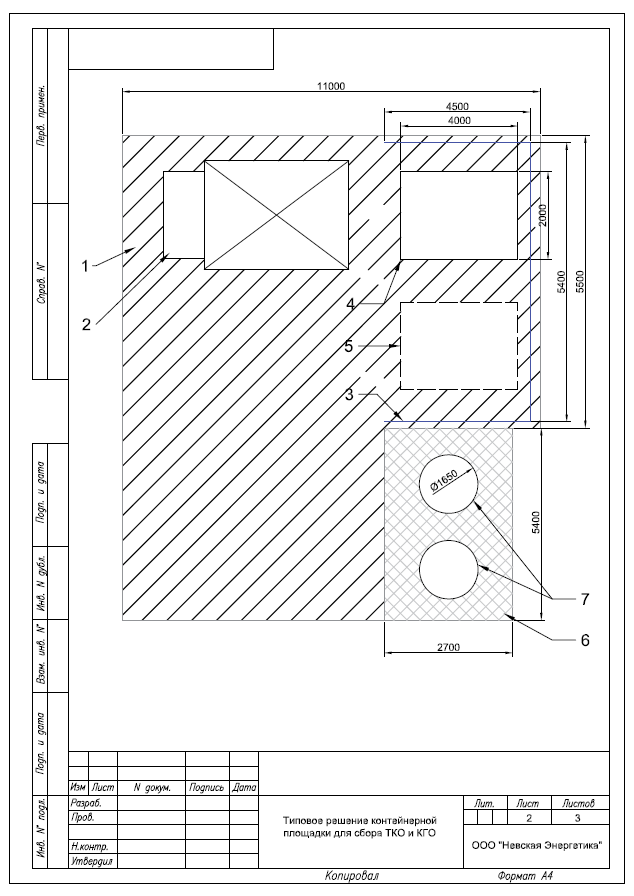 Перв. примен.
Справ. N°
Подп. и дата
Инв. N дубл.
Взам. инв. N°
Подп. и дата
Инв. N° подл.
11000
4500
4000
2000
5400
5500
1
2
4
5
3
Ø1650
5400
7
6
2700
Изм Лист N докум. Подпись Дата
Разраб.
Пров.
Н.контр.
Утвердил
Типовое решение контейнерной
площадки для сбора ТКО и КГО
Лит. Лист Листов
2 3
ООО "Невская Энергетика"
Копировал Формат А4